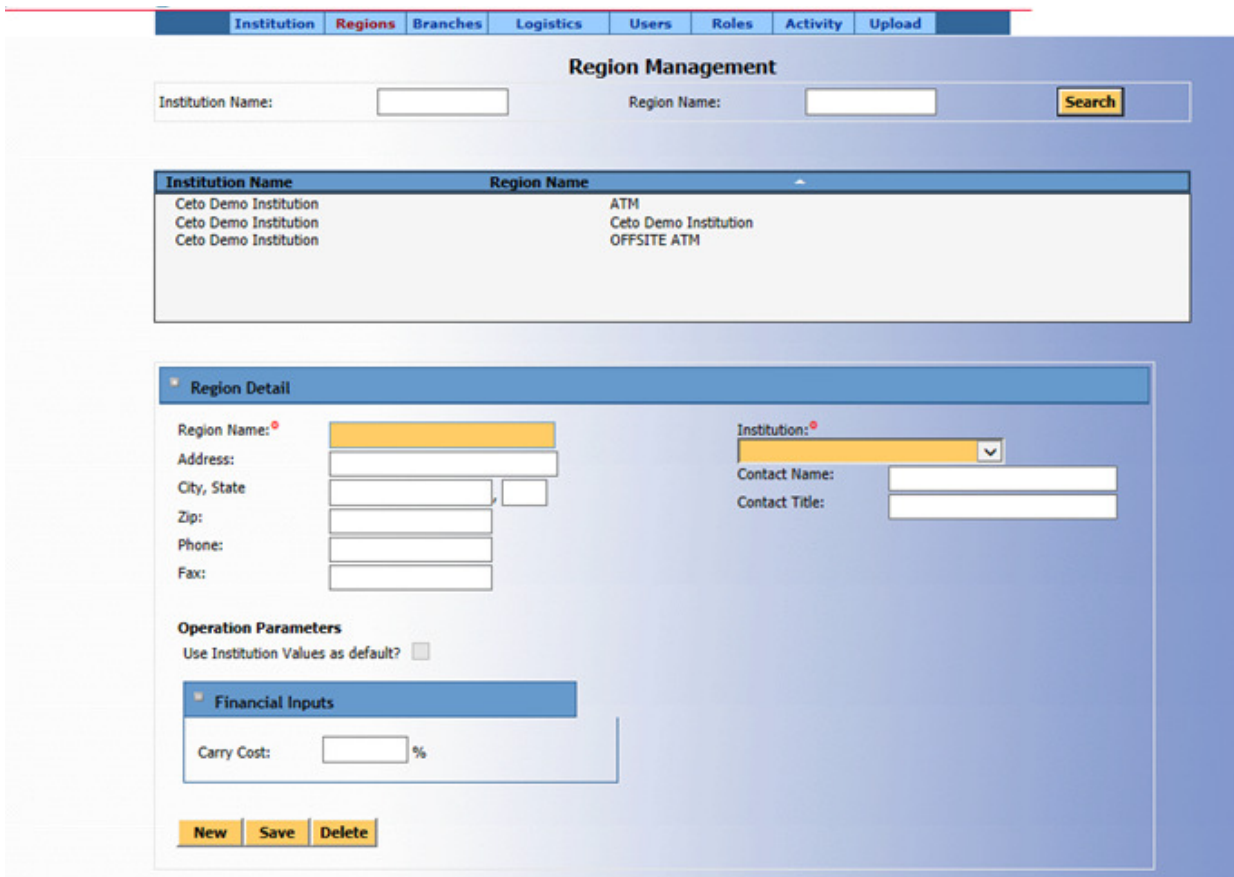 Institution Regions Branches Logistics Users Roles Activity Upload
Region Management
Institution Name: Region Name: Search
Institution Name Region Name
Ceto Demo Institution ATM
Ceto Demo Institution Ceto Demo Institution
Ceto Demo Institution OFFSITE ATM
Region Detail
Region Name: Institution:
Address:
Contact Name:
City, State ,
Contact Title:
Zip:
Phone:
Fax:
Operation Parameters
Use Institution Values as default?
Financial Inputs
Carry Cost: %
New Save Delete